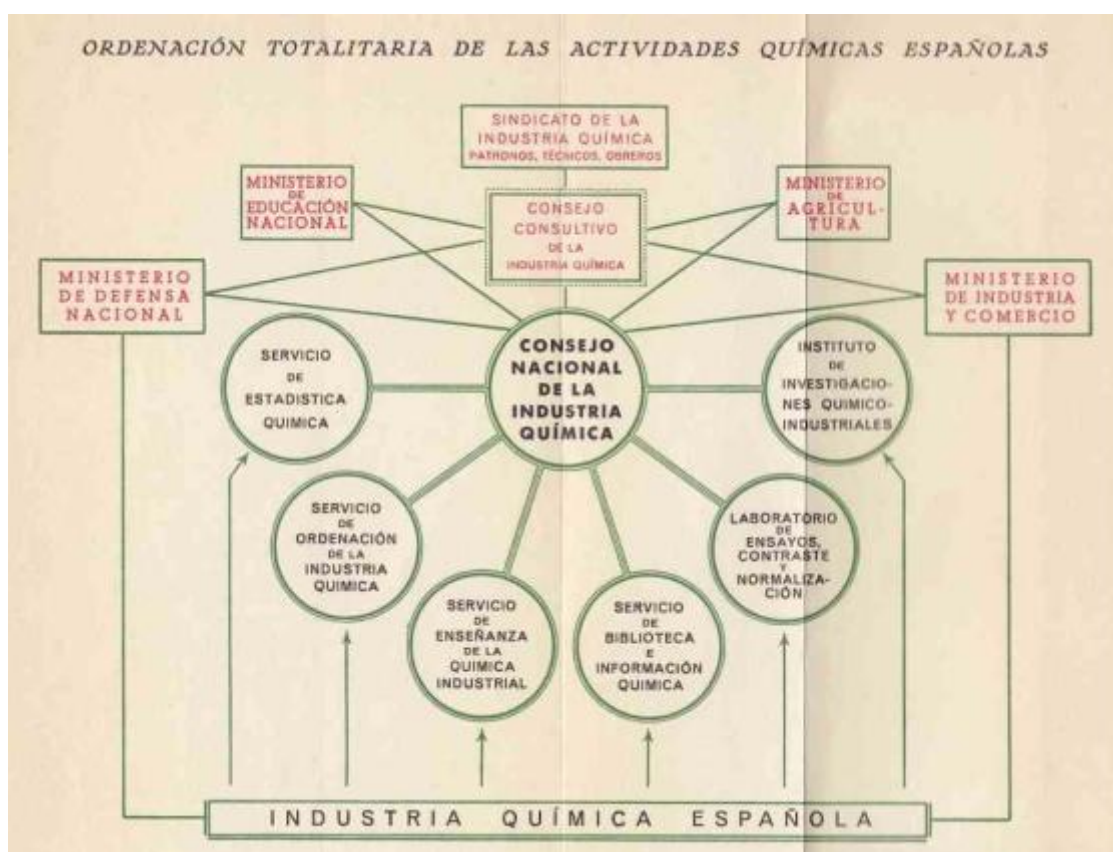 ORDENACIÓN TOTALITARIA DE LAS ACTIVIDADES QUÍMICAS ESPAÑOLAS
SINDICATO DE LA
INDUSTRIA QUÍMICA
PATRONOS, TÉCNICOS, OBREROS
MINISTERIO
DE
EDUCACIÓN
NACIONAL
CONSEJO
CONSULTIVO
DE LA
INDUSTRIA QUÍMICA
MINISTERIO
DE
AGRICUL-
TURA
MINISTERIO
DE DEFENSA
NACIONAL
MINISTERIO
DE INDUSTRIA
Y COMERCIO
CONSEJO
NACIONAL
DE LA
INDUSTRIA
QUÍMICA
SERVICIO
DE
ESTADISTICA
QUIMICA
INSTITUTO
DE
INVESTIGACIO-
NES QUIMICO-
INDUSTRIALES
SERVICIO
DE
ORDENACIÓN
DE LA
INDUSTRIA
QUIMICA
LABORATORIO
DE
ENSAYOS,
CONTRASTE
Y
NORMALIZA-
CIÓN
SERVICIO
DE
ENSEÑANZA
DE LA
QUIMICA
INDUSTRIAL
SERVICIO
DE
BIBLIOTECA
E
INFORMACIÓN
QUIMICA
INDUSTRIA QUÍMICA ESPAÑOLA